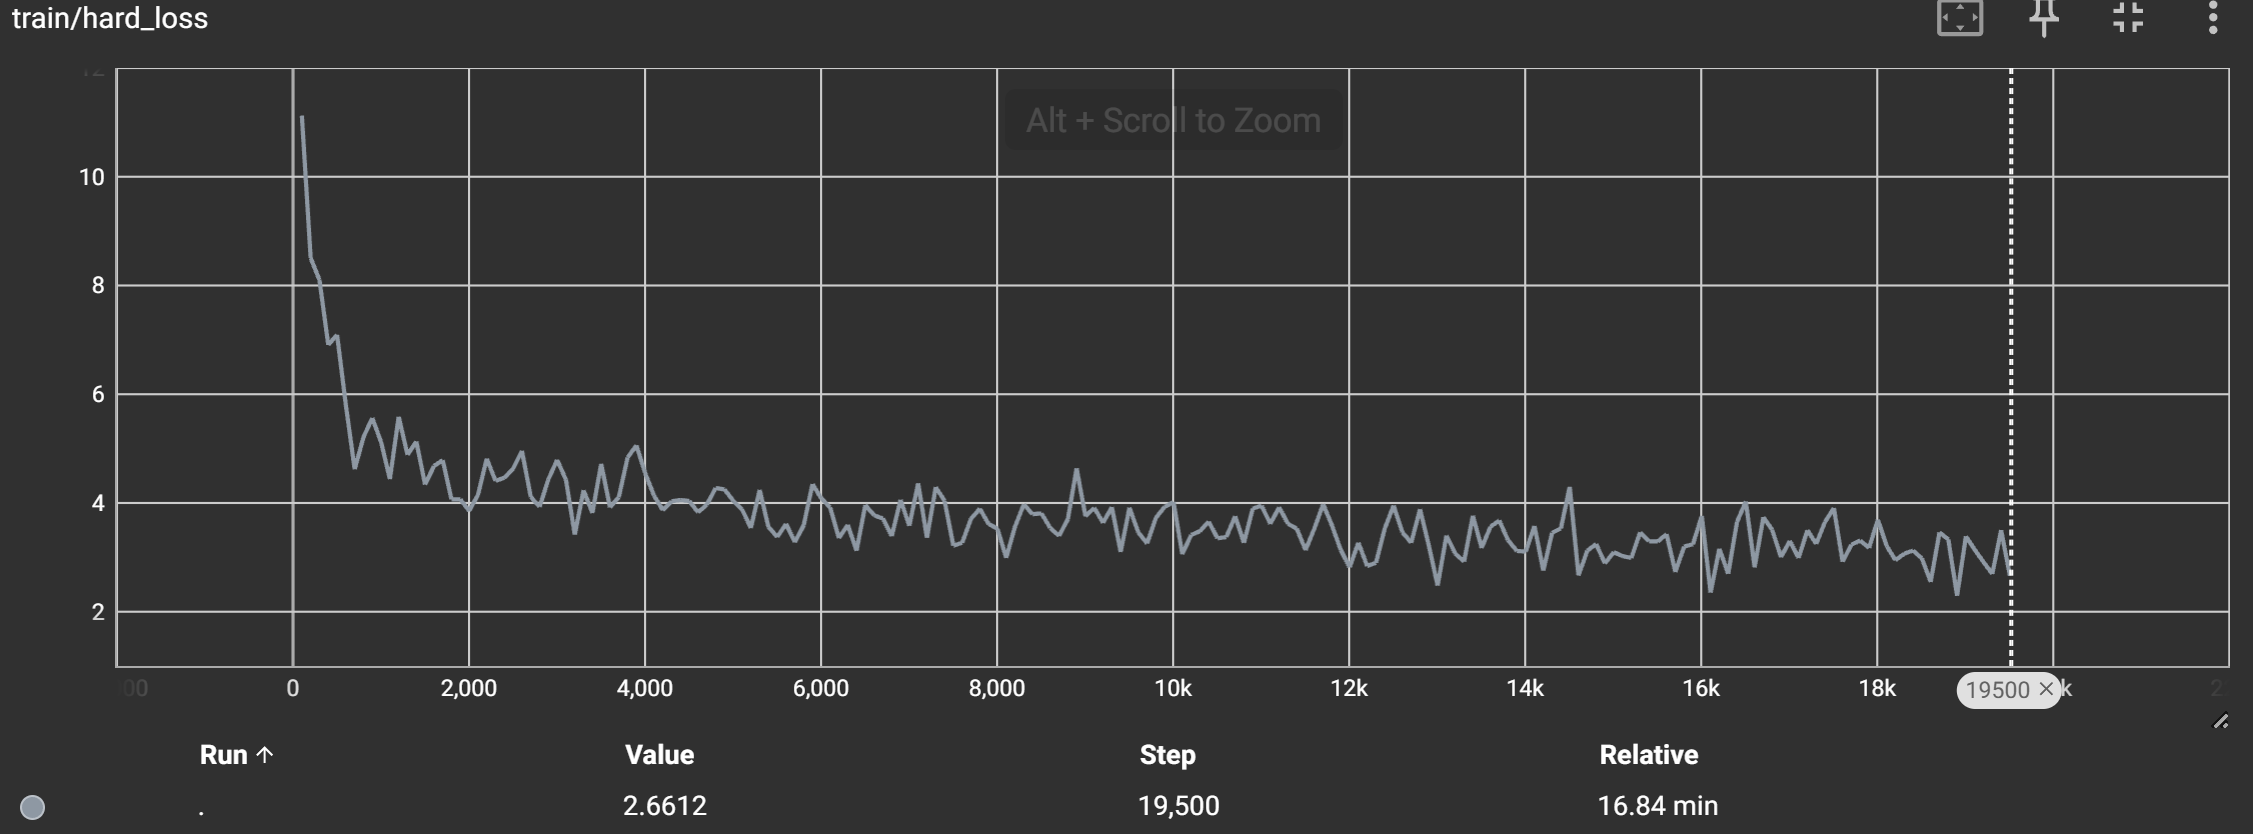 train/hard_loss
12
Alt + Scroll to Zoom
10
8
6
4
2
0 2,000 4,000 6,000 8,000 10k 12k 14k 16k 18k 19500 × k
Run ↑ Value Step Relative
. 2.6612 19,500 16.84 min